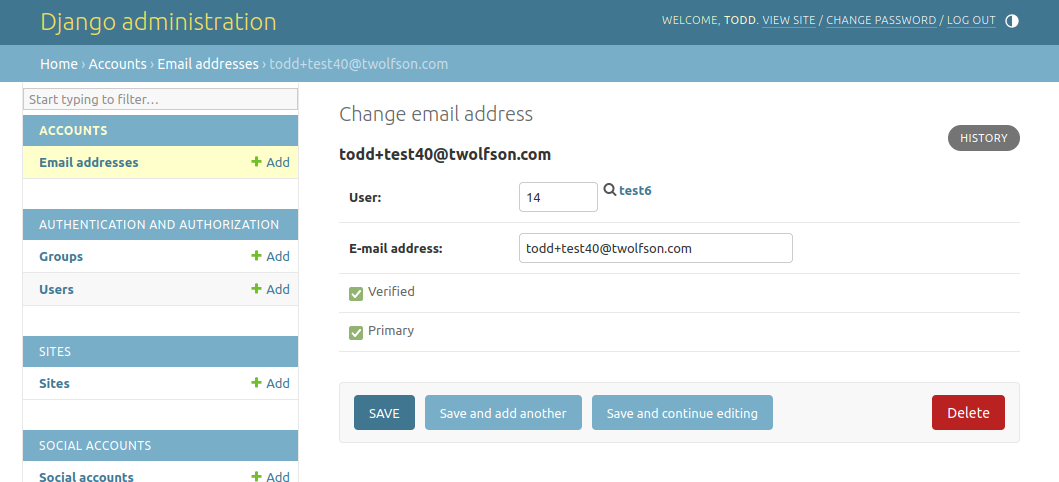 Django administration
WELCOME, TODD. VIEW SITE / CHANGE PASSWORD / LOG OUT
Home › Accounts › Email addresses › todd+test40@twolfson.com
Start typing to filter...
ACCOUNTS
Email addresses
Add
AUTHENTICATION AND AUTHORIZATION
Groups
Add
Users
Add
SITES
Sites
Add
SOCIAL ACCOUNTS
Social accounts
Add
Change email address
HISTORY
todd+test40@twolfson.com
User:
14
test6
E-mail address:
todd+test40@twolfson.com
Verified
Primary
SAVE
Save and add another
Save and continue editing
Delete